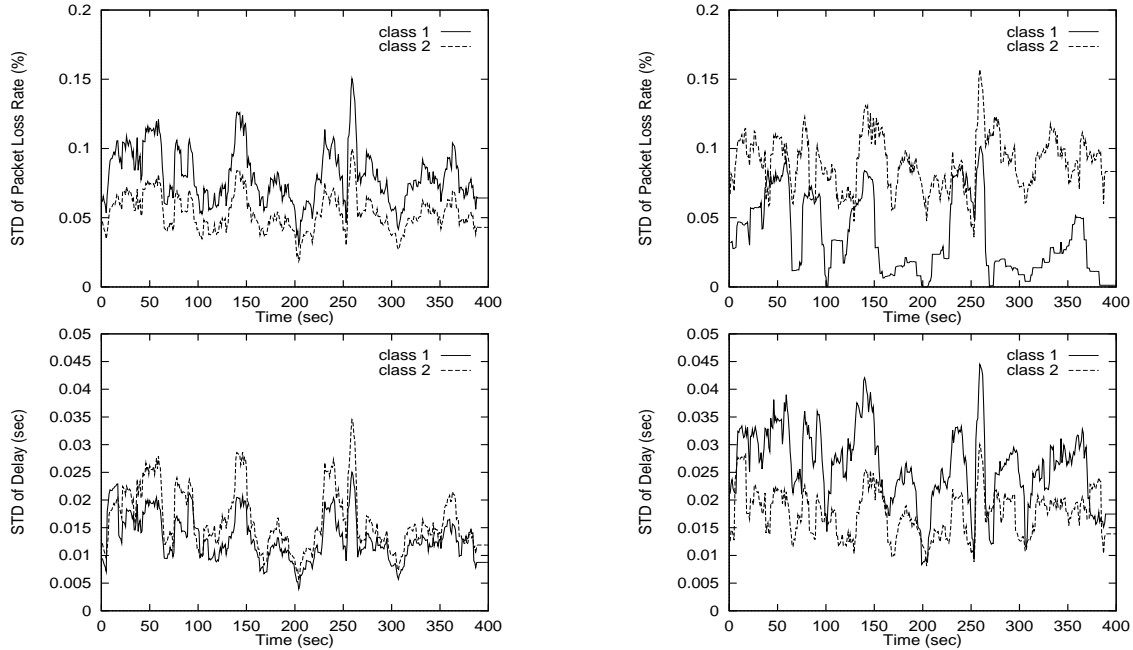 STD of Packet Loss Rate (%)
0.2
0.15
0.1
0.05
0
class 1
class 2
0 50 100 150 200 250 300 350 400
Time (sec)
STD of Packet Loss Rate (%)
0.2
0.15
0.1
0.05
0
class 1
class 2
0 50 100 150 200 250 300 350 400
Time (sec)
STD of Delay (sec)
0.05
0.045
0.04
0.035
0.03
0.025
0.02
0.015
0.01
0.005
0
class 1
class 2
0 50 100 150 200 250 300 350 400
Time (sec)
STD of Delay (sec)
0.05
0.045
0.04
0.035
0.03
0.025
0.02
0.015
0.01
0.005
0
class 1
class 2
0 50 100 150 200 250 300 350 400
Time (sec)